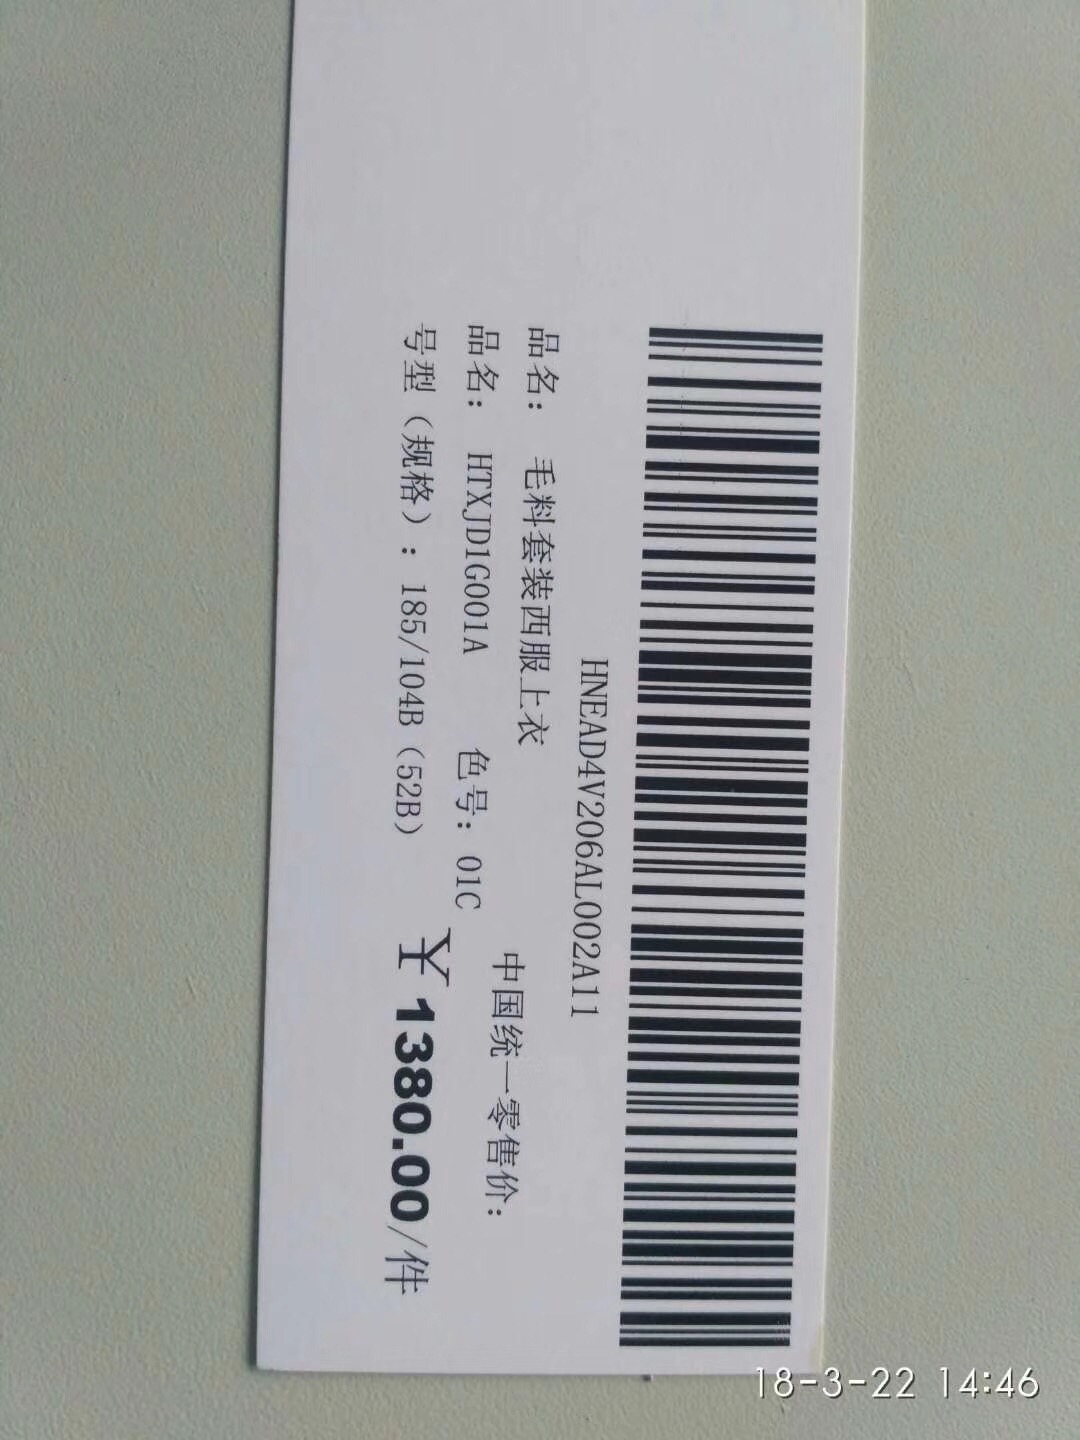 HNEAD4V206AL002A11
品名： 毛料套装西服上衣
品名： HTXJD1G001A 色号：01C
中国统一零售价：
号型（规格）：185/104B（52B）
￥1380.00/件
18-3-22 14:46